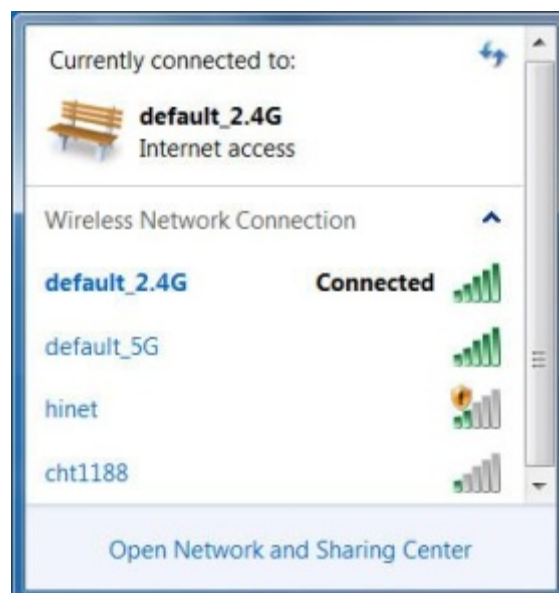 Currently connected to:
default_2.4G
Internet access
Wireless Network Connection
default_2.4G Connected
default_5G
hinet
cht1188
Open Network and Sharing Center